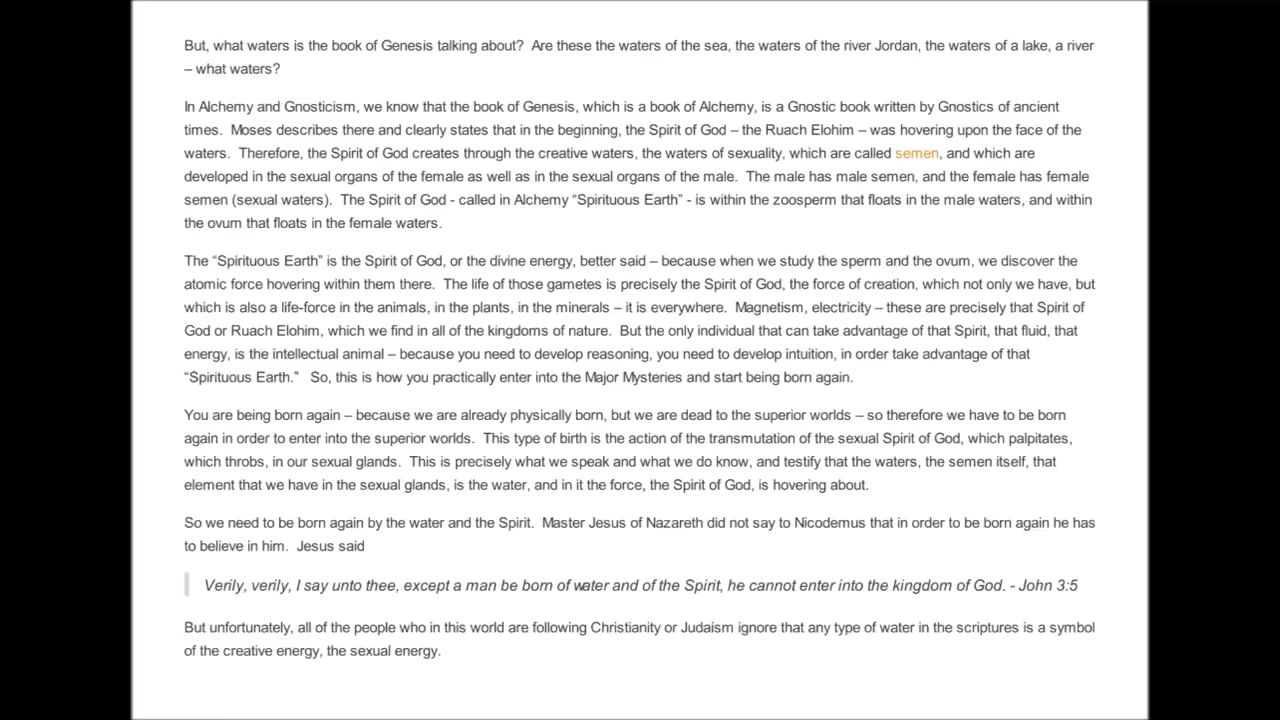 But, what waters is the book of Genesis talking about?  Are these the waters of the sea, the waters of the river Jordan, the waters of a lake, a river
– what waters?
In Alchemy and Gnosticism, we know that the book of Genesis, which is a book of Alchemy, is a Gnostic book written by Gnostics of ancient
times.  Moses describes there and clearly states that in the beginning, the Spirit of God – the Ruach Elohim – was hovering upon the face of the
waters.  Therefore, the Spirit of God creates through the creative waters, the waters of sexuality, which are called semen, and which are
developed in the sexual organs of the female as well as in the sexual organs of the male.  The male has male semen, and the female has female
semen (sexual waters).  The Spirit of God - called in Alchemy “Spirituous Earth” - is within the zoosperm that floats in the male waters, and within
the ovum that floats in the female waters.
The “Spirituous Earth” is the Spirit of God, or the divine energy, better said – because when we study the sperm and the ovum, we discover the
atomic force hovering within them there.  The life of those gametes is precisely the Spirit of God, the force of creation, which not only we have, but
which is also a life-force in the animals, in the plants, in the minerals – it is everywhere.  Magnetism, electricity – these are precisely that Spirit of
God or Ruach Elohim, which we find in all of the kingdoms of nature.  But the only individual that can take advantage of that Spirit, that fluid, that
energy, is the intellectual animal – because you need to develop reasoning, you need to develop intuition, in order take advantage of that
“Spirituous Earth.”   So, this is how you practically enter into the Major Mysteries and start being born again.
You are being born again – because we are already physically born, but we are dead to the superior worlds – so therefore we have to be born
again in order to enter into the superior worlds.  This type of birth is the action of the transmutation of the sexual Spirit of God, which palpitates,
which throbs, in our sexual glands.  This is precisely what we speak and what we do know, and testify that the waters, the semen itself, that
element that we have in the sexual glands, is the water, and in it the force, the Spirit of God, is hovering about.
So we need to be born again by the water and the Spirit.  Master Jesus of Nazareth did not say to Nicodemus that in order to be born again he has
to believe in him.  Jesus said
Verily, verily, I say unto thee, except a man be born of water and of the Spirit, he cannot enter into the kingdom of God. - John 3:5
But unfortunately, all of the people who in this world are following Christianity or Judaism ignore that any type of water in the scriptures is a symbol
of the creative energy, the sexual energy.